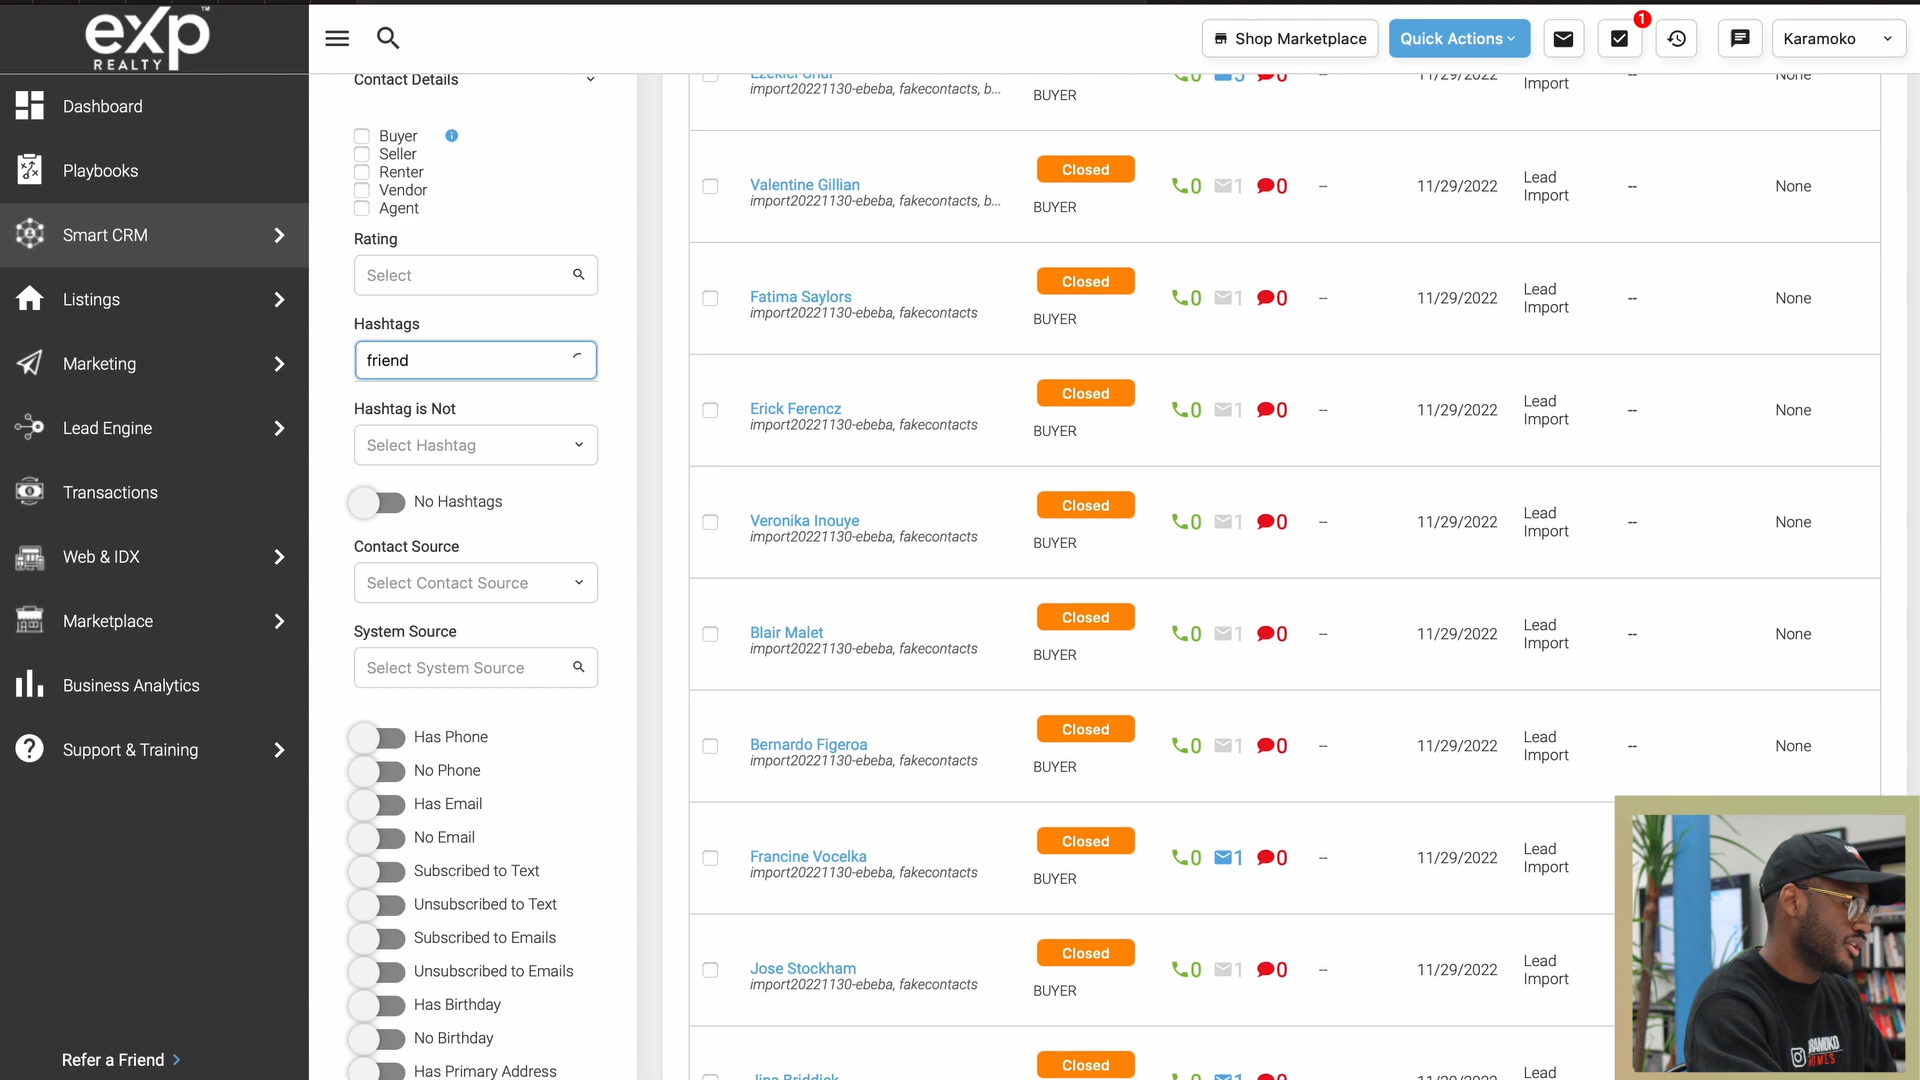 eXp™
REALTY
Shop Marketplace
Quick Actions
1
Karamoko
Dashboard
Playbooks
Smart CRM
Listings
Marketing
Lead Engine
Transactions
Web & IDX
Marketplace
Business Analytics
Support & Training
Refer a Friend
Contact Details
Buyer
Seller
Renter
Vendor
Agent
Rating
Select
Hashtags
friend
Hashtag is Not
Select Hashtag
No Hashtags
Contact Source
Select Contact Source
System Source
Select System Source
Has Phone
No Phone
Has Email
No Email
Subscribed to Text
Unsubscribed to Text
Subscribed to Emails
Unsubscribed to Emails
Has Birthday
No Birthday
Has Primary Address
import20221130-ebeba, fakecontacts, b...
BUYER
0 3 0 -- 11/29/2022 Import -- None
Closed
Valentine Gillian
import20221130-ebeba, fakecontacts, b...
BUYER
0 1 0 -- 11/29/2022 Lead Import -- None
Closed
Fatima Saylors
import20221130-ebeba, fakecontacts
BUYER
0 1 0 -- 11/29/2022 Lead Import -- None
Closed
Erick Ferencz
import20221130-ebeba, fakecontacts
BUYER
0 1 0 -- 11/29/2022 Lead Import -- None
Closed
Veronika Inouye
import20221130-ebeba, fakecontacts
BUYER
0 1 0 -- 11/29/2022 Lead Import -- None
Closed
Blair Malet
import20221130-ebeba, fakecontacts
BUYER
0 1 0 -- 11/29/2022 Lead Import -- None
Closed
Bernardo Figeroa
import20221130-ebeba, fakecontacts
BUYER
0 1 0 -- 11/29/2022 Lead Import -- None
Closed
Francine Vocelka
import20221130-ebeba, fakecontacts
BUYER
0 1 0 -- 11/29/2022 Lead Import
Closed
Jose Stockham
import20221130-ebeba, fakecontacts
BUYER
0 1 0 -- 11/29/2022 Lead Import
Closed
Lead